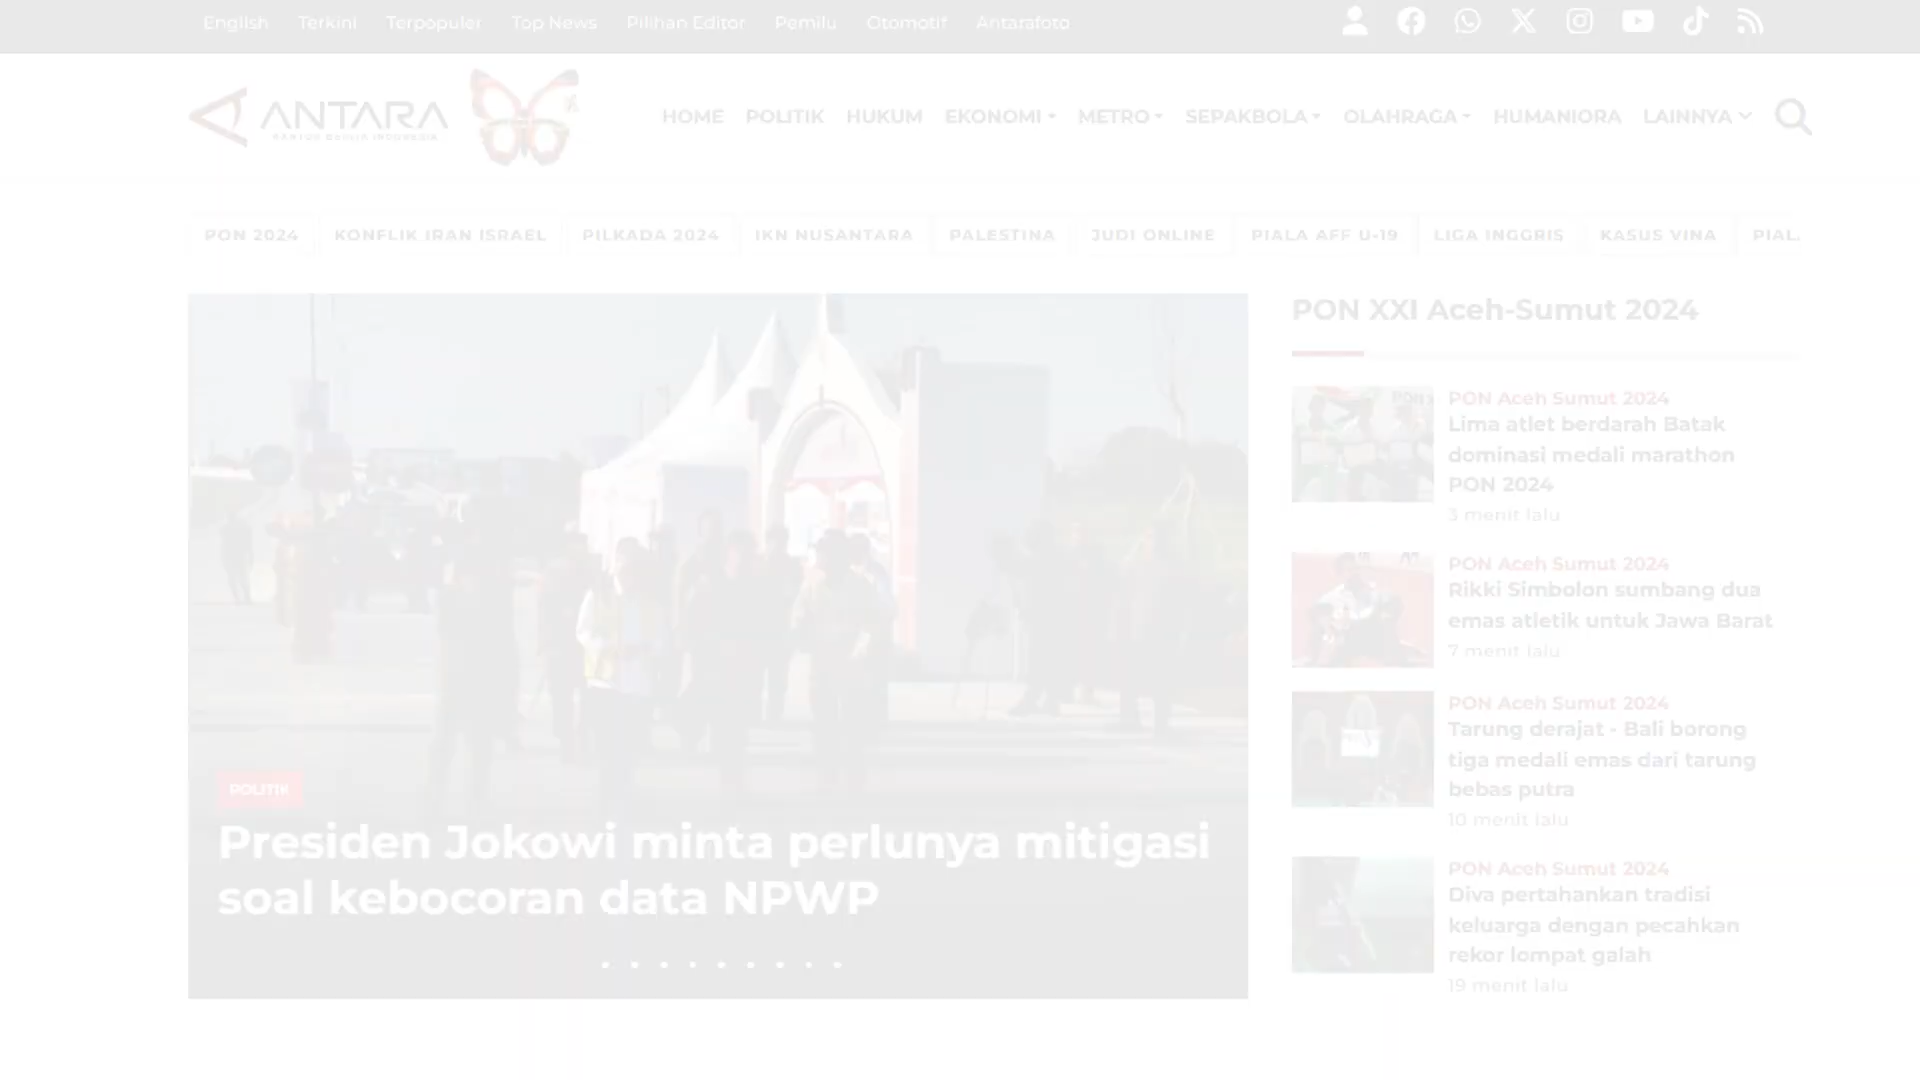 English Terkini Terpopuler Top News Pilihan Editor Pemilu Otomotif Antarafoto
ANTARA
KANTOR BERITA INDONESIA
HOME POLITIK HUKUM EKONOMI METRO SEPAKBOLA OLAHRAGA HUMANIORA LAINNYA
PON 2024 KONFLIK IRAN ISRAEL PILKADA 2024 IKN NUSANTARA PALESTINA JUDI ONLINE PIALA AFF U-19 LIGA INGGRIS KASUS VINA PIAL
POLITIK
Presiden Jokowi minta perlunya mitigasi
soal kebocoran data NPWP
PON XXI Aceh-Sumut 2024
PON Aceh Sumut 2024
Lima atlet berdarah Batak
dominasi medali marathon
PON 2024
3 menit lalu
PON Aceh Sumut 2024
Rikki Simbolon sumbang dua
emas atletik untuk Jawa Barat
7 menit lalu
PON Aceh Sumut 2024
Tarung derajat - Bali borong
tiga medali emas dari tarung
bebas putra
10 menit lalu
PON Aceh Sumut 2024
Diva pertahankan tradisi
keluarga dengan pecahkan
rekor lompat galah
19 menit lalu